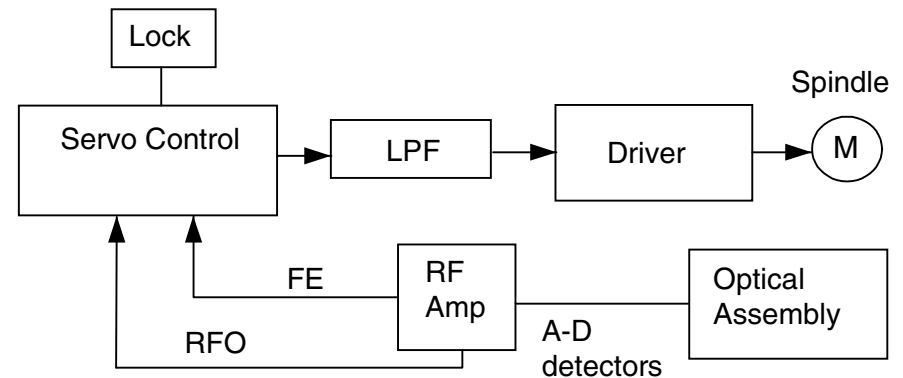 Lock
Spindle
Servo Control
LPF
Driver
M
FE
RF
Amp
Optical
Assembly
RFO
A-D
detectors